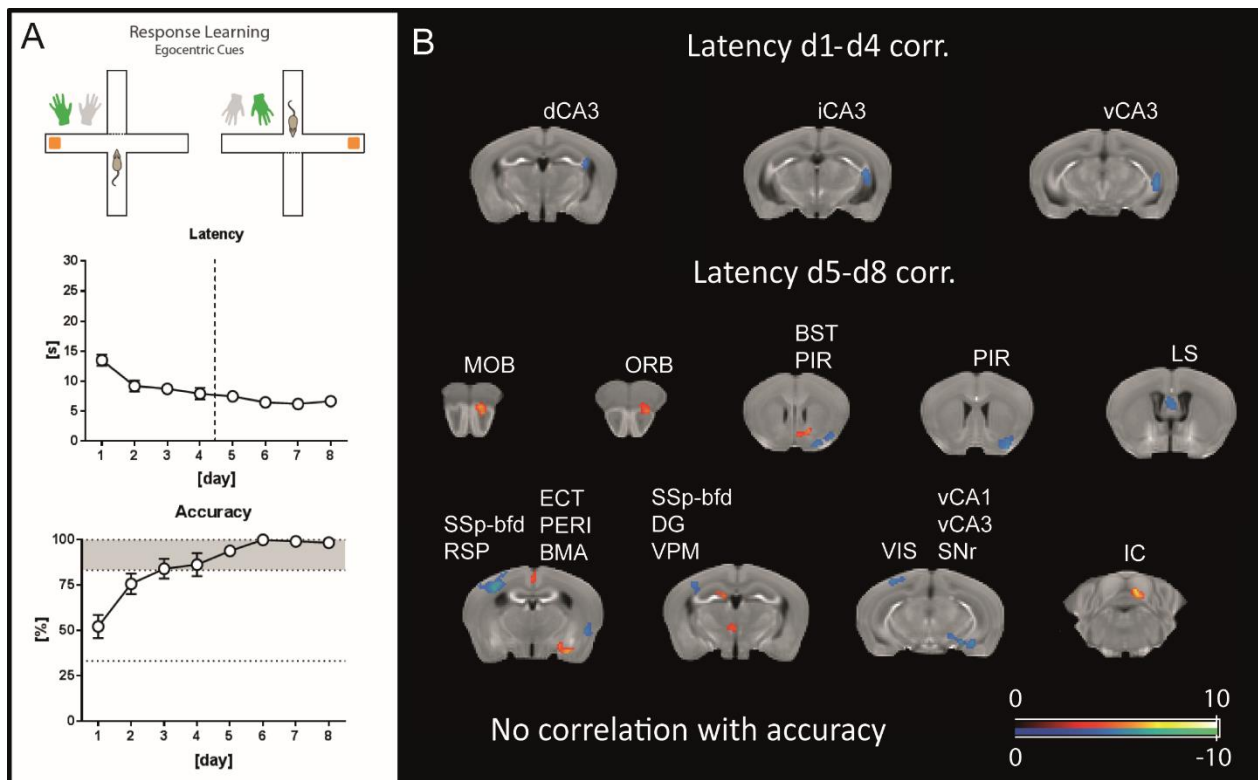 A
Response Learning
Egocentric Cues
Latency
30
25
20
15
10
5
0
[s]
1 2 3 4 5 6 7 8
[day]
Accuracy
100
75
50
25
0
[%]
1 2 3 4 5 6 7 8
[day]
B
Latency d1-d4 corr.
dCA3 iCA3 vCA3
Latency d5-d8 corr.
MOB
ORB
BST
PIR
PIR
LS
SSp-bfd
RSP
ECT
PERI
BMA
SSp-bfd
DG
VPM
VIS
vCA1
vCA3
SNr
IC
No correlation with accuracy
0 10
0 -10